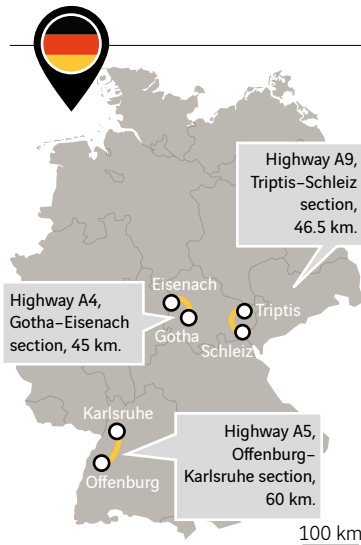 Highway A9,
Triptis–Schleiz
section,
46.5 km.
Eisenach
Highway A4,
Gotha–Eisenach
section, 45 km.
Gotha
Triptis
Schleiz
Karlsruhe
Offenburg
Highway A5,
Offenburg–
Karlsruhe section,
60 km.
100 km